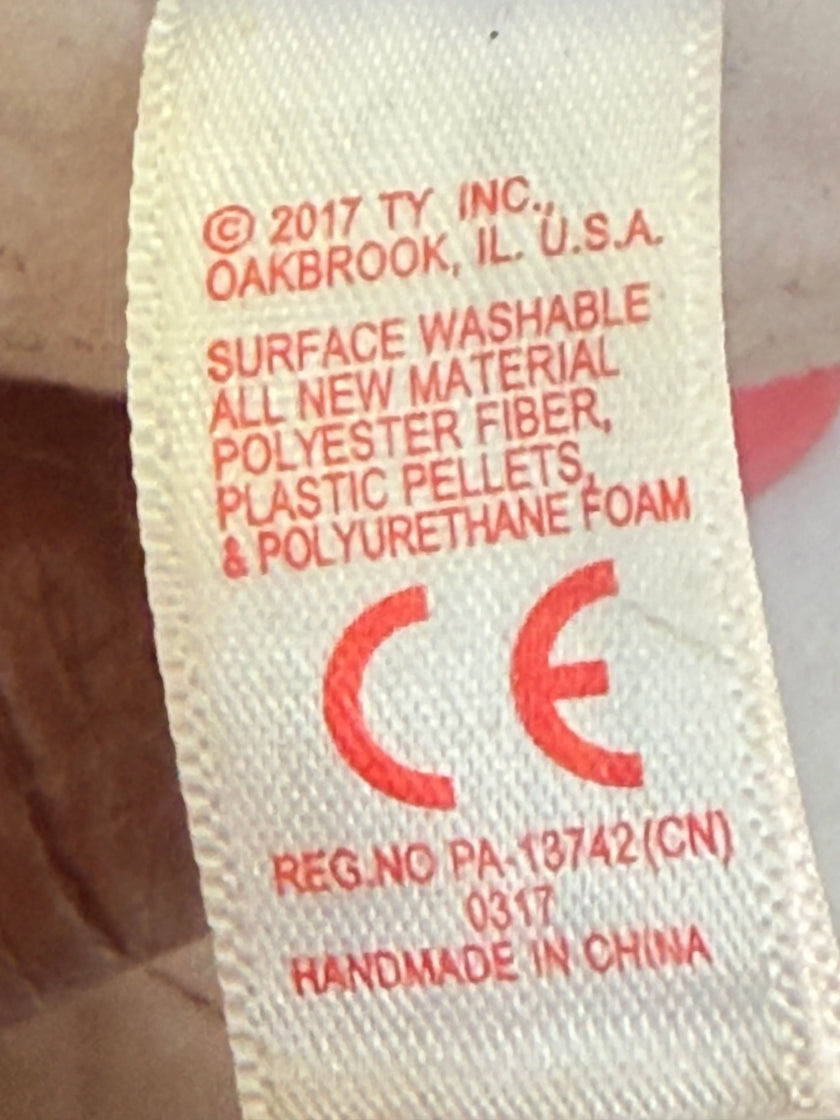 © 2017 TY INC.,
OAKBROOK, IL. U.S.A.
SURFACE WASHABLE
ALL NEW MATERIAL
POLYESTER FIBER,
PLASTIC PELLETS,
& POLYURETHANE FOAM
CE
REG.NO PA-13742(CN)
0317
HANDMADE IN CHINA